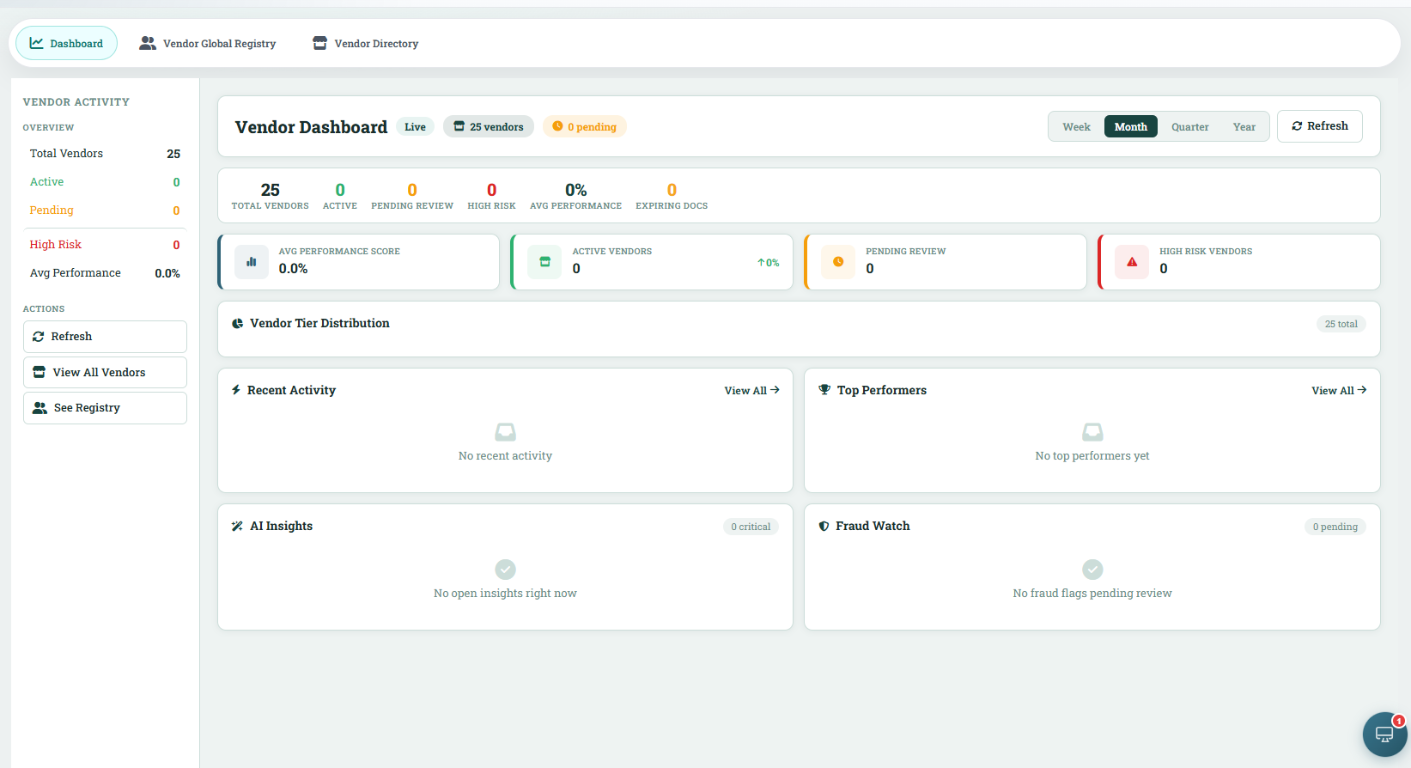 Dashboard
Vendor Global Registry
Vendor Directory
VENDOR ACTIVITY
OVERVIEW
Total Vendors 25
Active 0
Pending 0
High Risk 0
Avg Performance 0.0%
ACTIONS
Refresh
View All Vendors
See Registry
Vendor Dashboard Live 25 vendors 0 pending
Week Month Quarter Year Refresh
25 0 0 0 0% 0
TOTAL VENDORS ACTIVE PENDING REVIEW HIGH RISK AVG PERFORMANCE EXPIRING DOCS
AVG PERFORMANCE SCORE
0.0%
ACTIVE VENDORS
0
↑0%
PENDING REVIEW
0
HIGH RISK VENDORS
0
Vendor Tier Distribution 25 total
Recent Activity View All →
No recent activity
Top Performers View All →
No top performers yet
AI Insights 0 critical
No open insights right now
Fraud Watch 0 pending
No fraud flags pending review
1